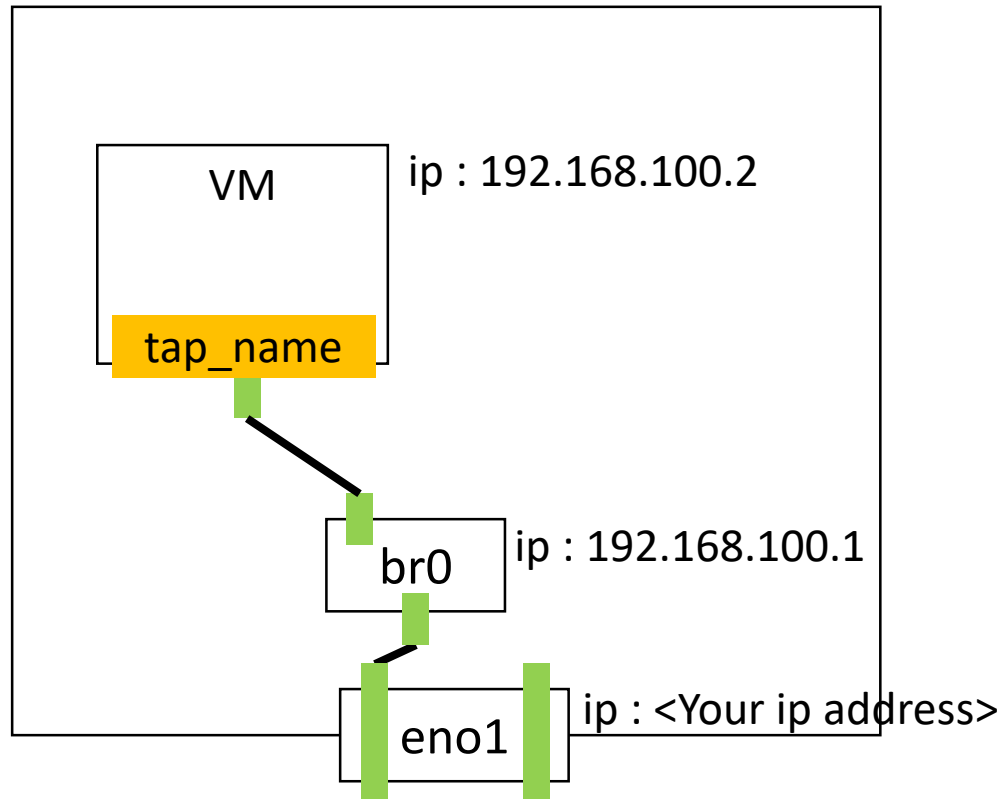 VM
ip : 192.168.100.2
tap_name
br0
ip : 192.168.100.1
eno1
ip : <Your ip address>